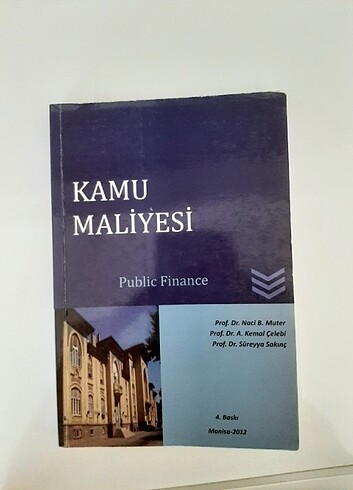 KAMU
MALİYESİ
Public Finance
Prof. Dr. Naci B. Muter
Prof. Dr. A. Kemal Çelebi
Prof. Dr. Süreyya Sakınç
4. Baskı
Manisa-2012